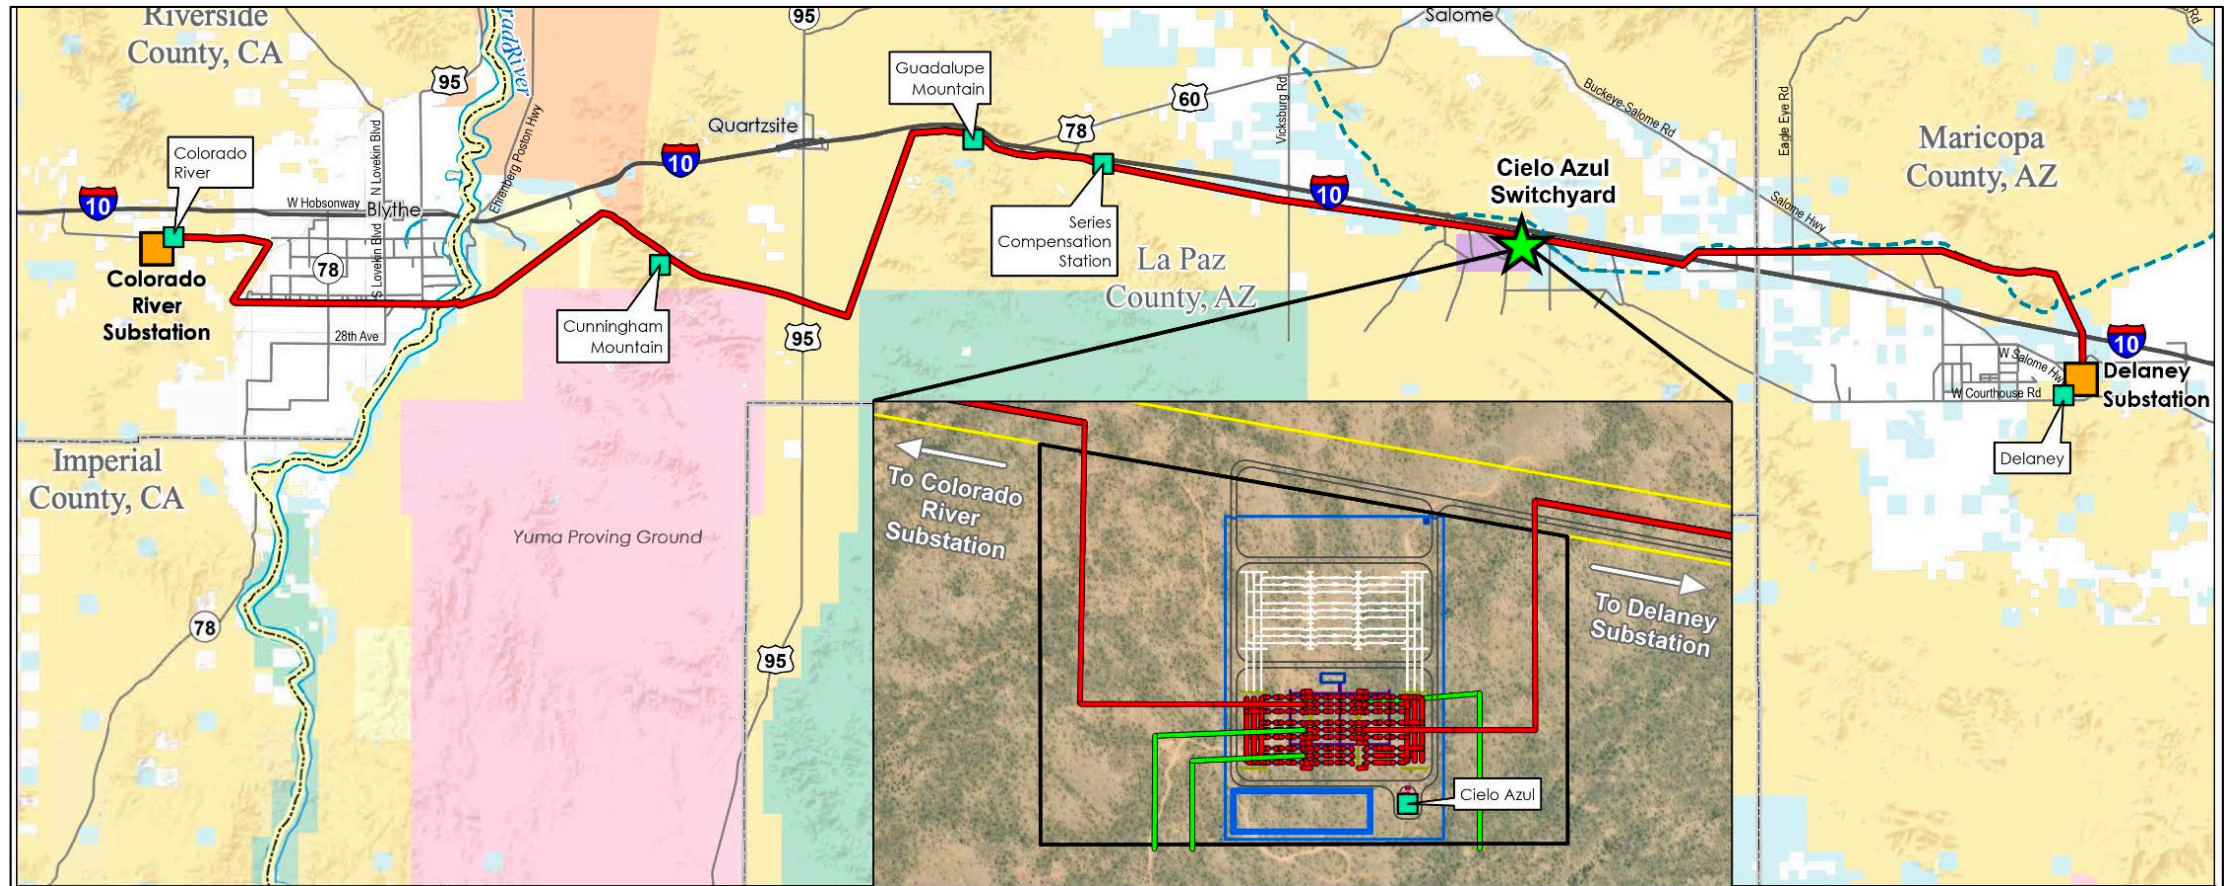 Riverside
County, CA
95
Colorado
River
10
W Hobsonway
Blythe
N Lovekin Blvd
S Lovekin Blvd
78
28th Ave
Colorado
River
Substation
Ehrenberg Poston Hwy
Imperial
County, CA
78
Cunningham
Mountain
Yuma Proving Ground
10
Quartzsite
95
95
95
Guadalupe
Mountain
60
78
Series
Compensation
Station
La Paz
County, AZ
Vicksburg Rd
10
Salome
Cielo Azul
Switchyard
Buckeye-Salome Rd
Eagle Eye Rd
Salome Hwy
Maricopa
County, AZ
10
W Salome Hwy
W Courthouse Rd
Delaney
Substation
Delaney
To Colorado
River
Substation
To Delaney
Substation
Cielo Azul